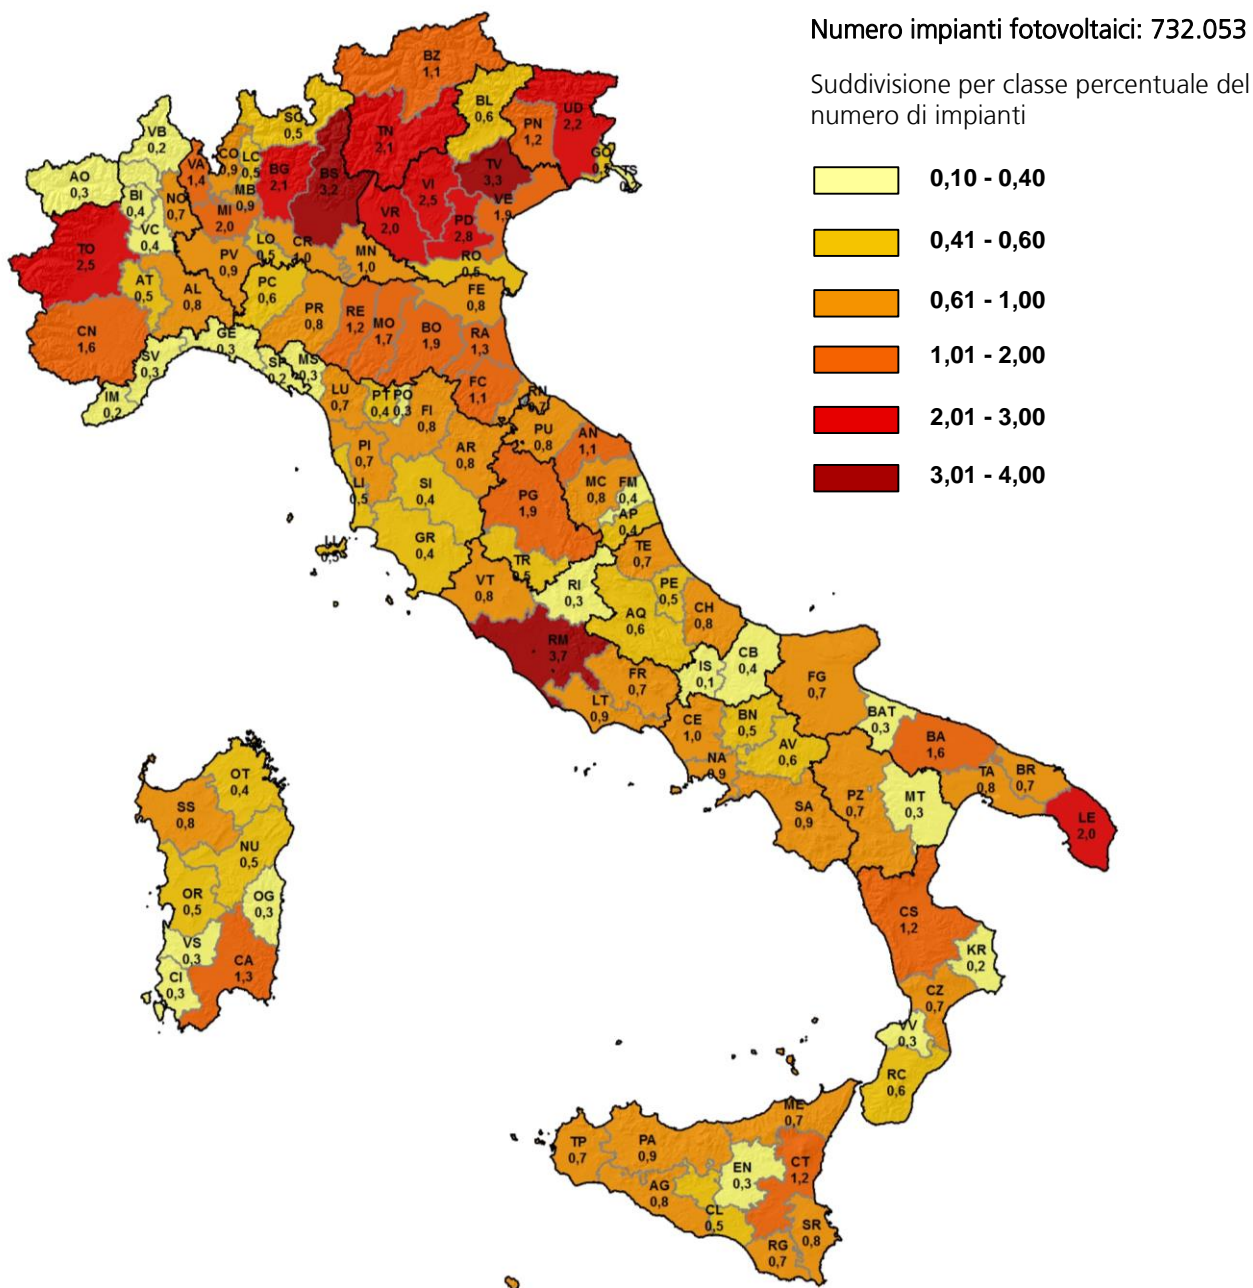 Numero impianti fotovoltaici: 732.053
Suddivisione per classe percentuale del
numero di impianti
0,10 - 0,40
0,41 - 0,60
0,61 - 1,00
1,01 - 2,00
2,01 - 3,00
3,01 - 4,00
BZ
1,1
SO
0,5
TN
2,1
BL
0,6
UD
2,2
PN
1,2
GO
TS
VB
0,2
AO
0,3
BI
0,4
VC
0,4
NO
0,7
VA
1,4
CO
0,9
LC
0,5
MB
0,9
BG
2,1
BS
3,2
VR
2,0
VI
2,5
TV
3,3
VE
1,9
PD
2,8
RO
0,5
TO
2,5
MI
2,0
LO
0,5
CR
1,0
MN
1,0
PV
0,9
AT
0,5
AL
0,8
CN
1,6
PC
0,6
PR
0,8
RE
1,2
MO
1,7
BO
1,9
FE
0,8
RA
1,3
FC
1,1
RN
0,7
GE
0,3
SV
0,3
IM
0,2
SP
0,2
MS
0,3
LU
0,7
PT
0,4
PO
0,3
FI
0,8
PI
0,7
AR
0,8
LI
0,5
SI
0,4
GR
0,4
LI
0,5
PU
0,8
AN
1,1
MC
0,8
FM
0,4
AP
0,4
PG
1,9
TR
0,5
TE
0,7
PE
0,5
CH
0,8
AQ
0,6
VT
0,8
RI
0,3
RM
3,7
FR
0,7
LT
0,9
IS
0,1
CB
0,4
FG
0,7
BAT
0,3
BA
1,6
TA
0,8
BR
0,7
LE
2,0
CE
1,0
BN
0,5
AV
0,6
NA
0,9
SA
0,9
PZ
0,7
MT
0,3
CS
1,2
KR
0,2
CZ
0,7
VV
0,3
RC
0,6
OT
0,4
SS
0,8
NU
0,5
OR
0,5
OG
0,3
VS
0,3
CI
0,3
CA
1,3
ME
0,7
TP
0,7
PA
0,9
EN
0,3
CT
1,2
AG
0,8
CL
0,5
SR
0,8
RG
0,7